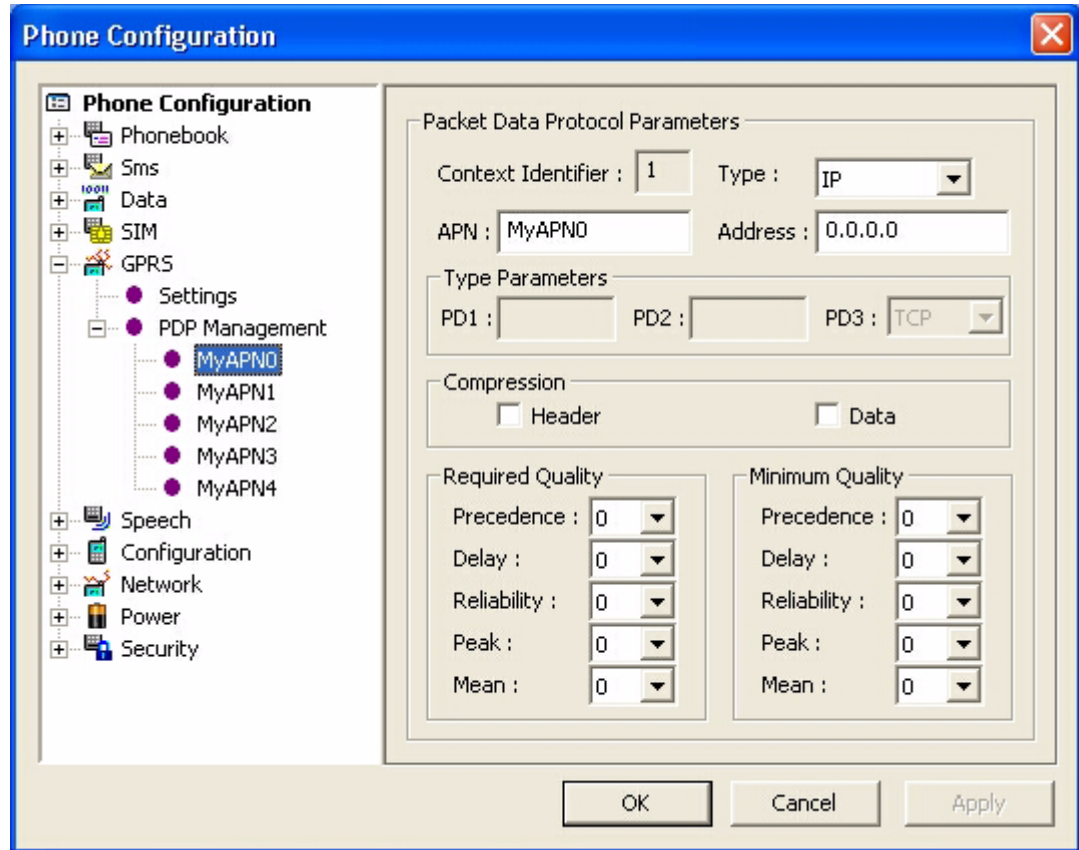 Phone Configuration
Phone Configuration
Phonebook
Sms
Data
SIM
GPRS
Settings
PDP Management
MyAPN0
MyAPN1
MyAPN2
MyAPN3
MyAPN4
Speech
Configuration
Network
Power
Security
Packet Data Protocol Parameters
Context Identifier : 1 Type : IP
APN : MyAPN0 Address : 0.0.0.0
Type Parameters
PD1 : PD2 : PD3 : TCP
Compression
Header Data
Required Quality
Precedence : 0
Delay : 0
Reliability : 0
Peak : 0
Mean : 0
Minimum Quality
Precedence : 0
Delay : 0
Reliability : 0
Peak : 0
Mean : 0
OK Cancel Apply